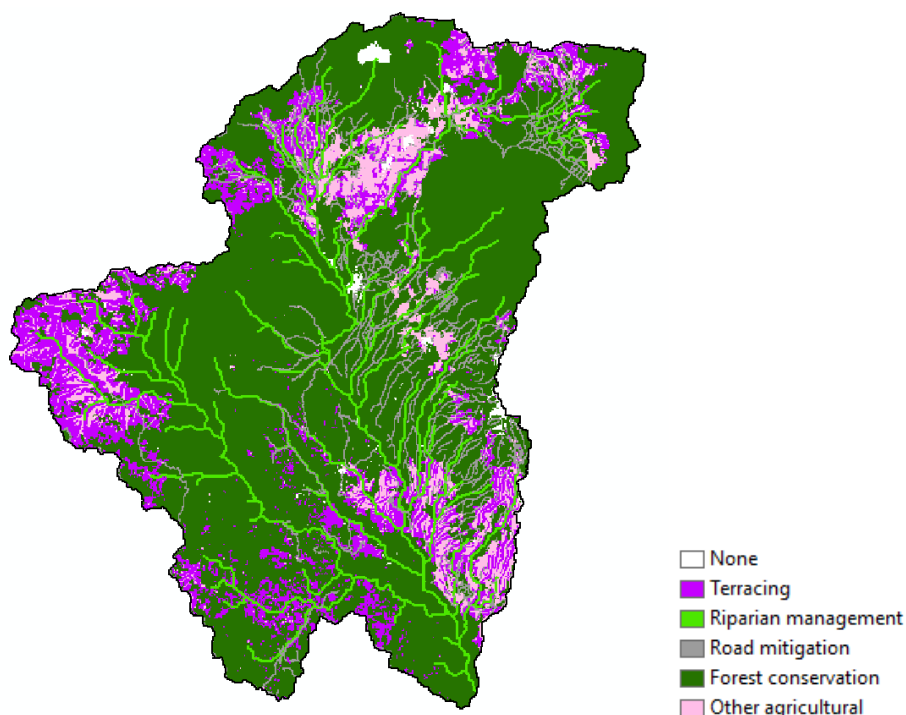 None
Terracing
Riparian management
Road mitigation
Forest conservation
Other agricultural